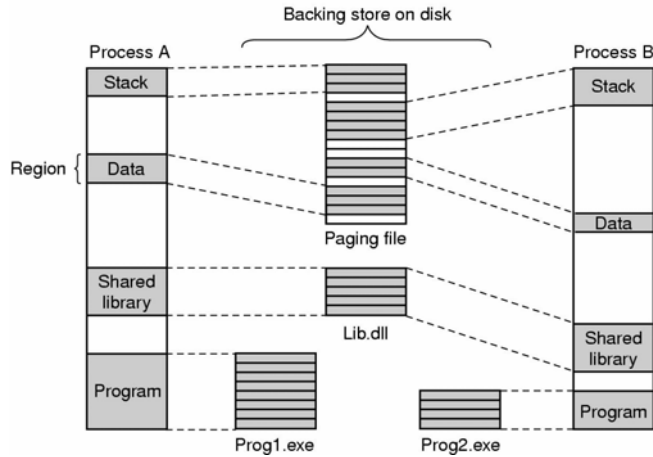 Backing store on disk
Process A
Process B
Stack
Stack
Region
Data
Data
Paging file
Shared
library
Lib.dll
Shared
library
Program
Program
Prog1.exe
Prog2.exe